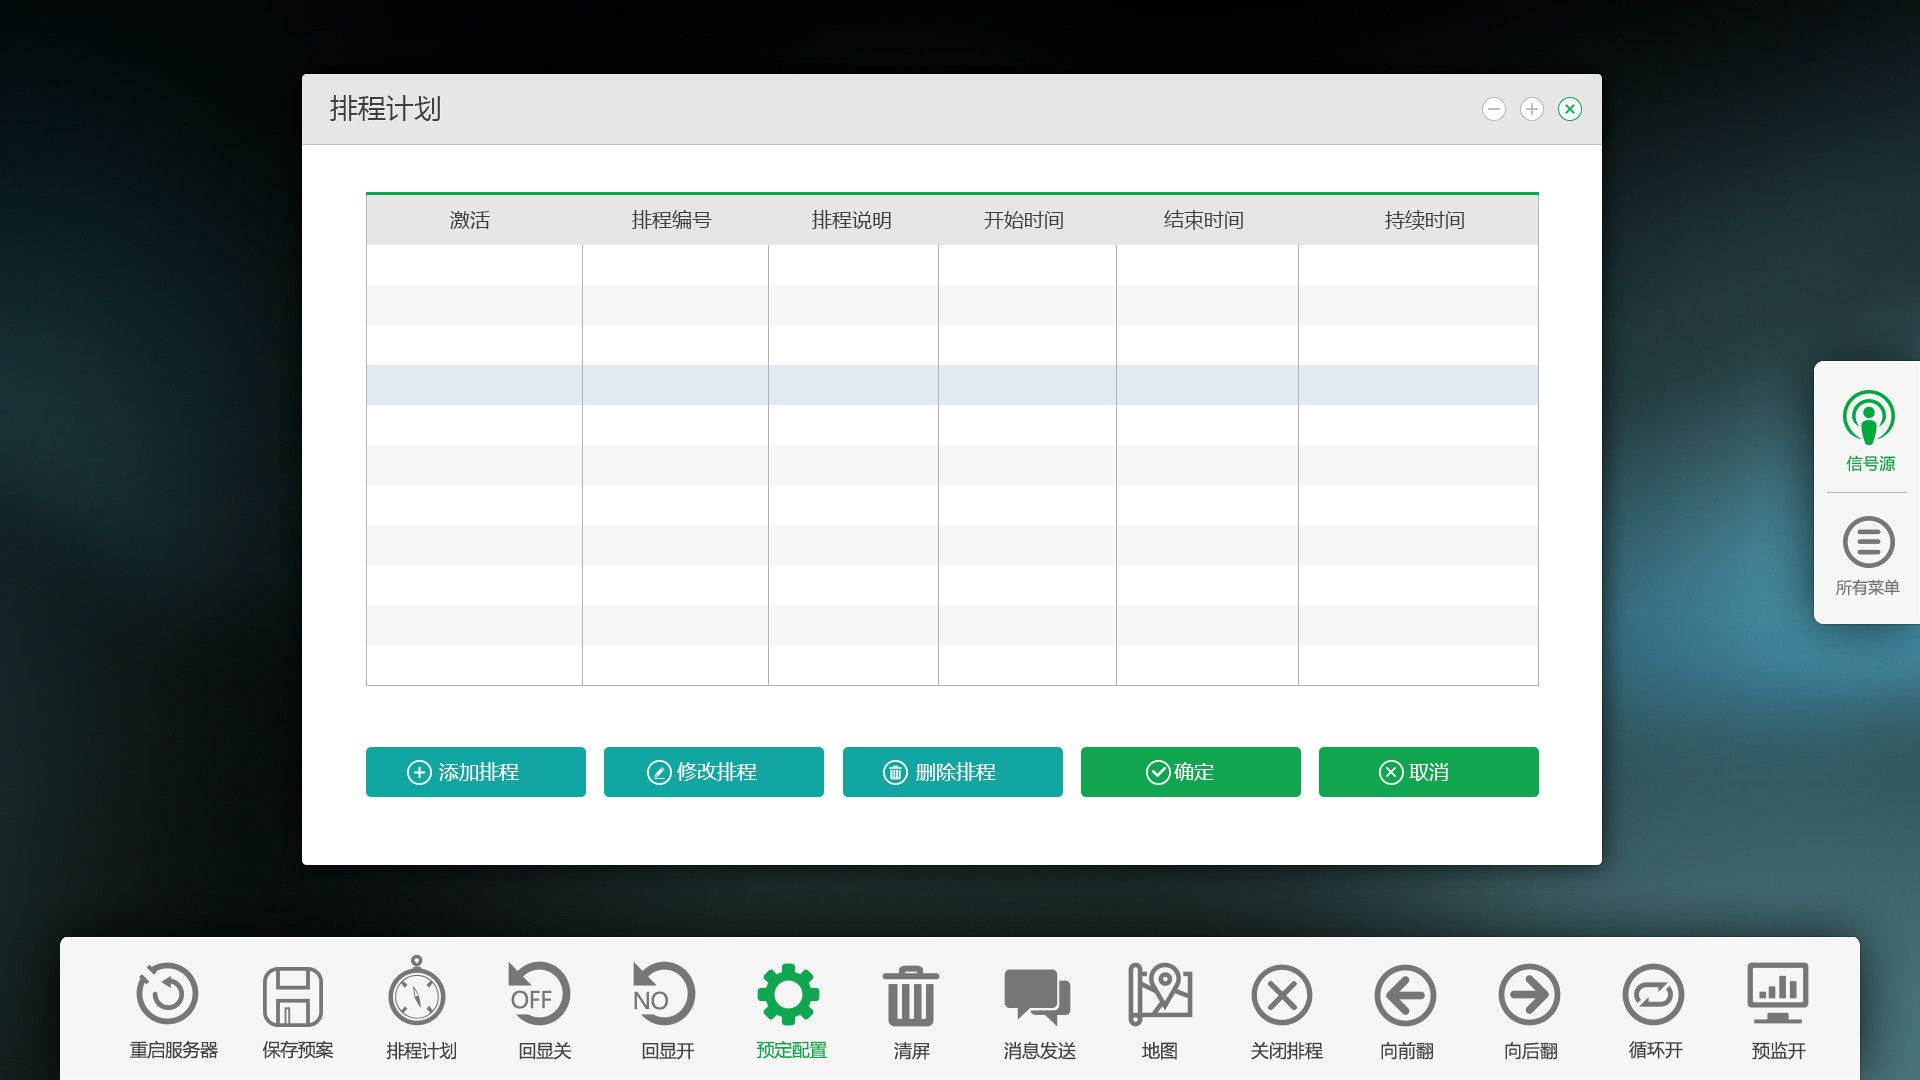 排程计划
激活 排程编号 排程说明 开始时间 结束时间 持续时间
信号源
所有菜单
添加排程 修改排程 删除排程 确定 取消
OFF NO
重启服务器 保存预案 排程计划 回显关 回显开 预定配置 清屏 消息发送 地图 关闭排程 向前翻 向后翻 循环开 预监开